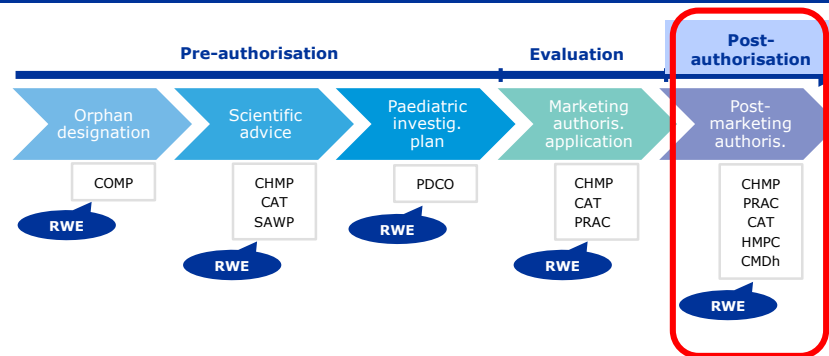 Pre-authorisation
Evaluation
Post-
authorisation
Orphan
designation
Scientific
advice
Paediatric
investig.
plan
Marketing
authoris.
application
Post-
marketing
authoris.
COMP
RWE
CHMP
CAT
SAWP
RWE
PDCO
RWE
CHMP
CAT
PRAC
RWE
CHMP
PRAC
CAT
HMPC
CMDh
RWE